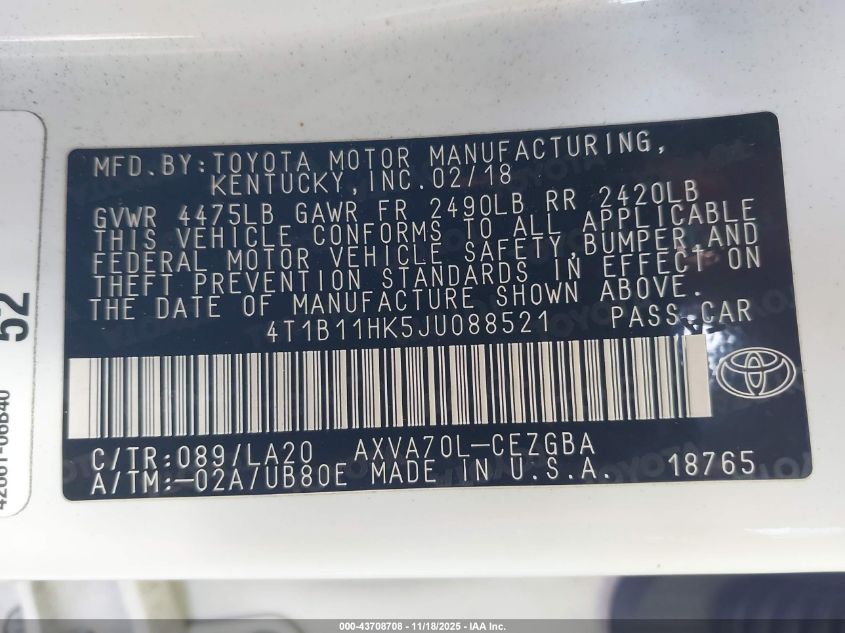 MFD.BY:TOYOTA MOTOR MANUFACTURING,
KENTUCKY,INC.02/18
GVWR 4475LB GAWR FR 2490LB RR 2420LB
THIS VEHICLE CONFORMS TO ALL APPLICABLE
FEDERAL MOTOR VEHICLE SAFETY,BUMPER,AND
THEFT PREVENTION STANDARDS IN EFFECT ON
THE DATE OF MANUFACTURE SHOWN ABOVE.
4T1B11HK5JU088521 PASS.CAR
C/TR:089/LA20 AXVA70L-CEZGBA
A/TM:-02A/UB80E MADE IN U.S.A. 18765
52
000-43708708 - 11/18/2025 - IAA Inc.